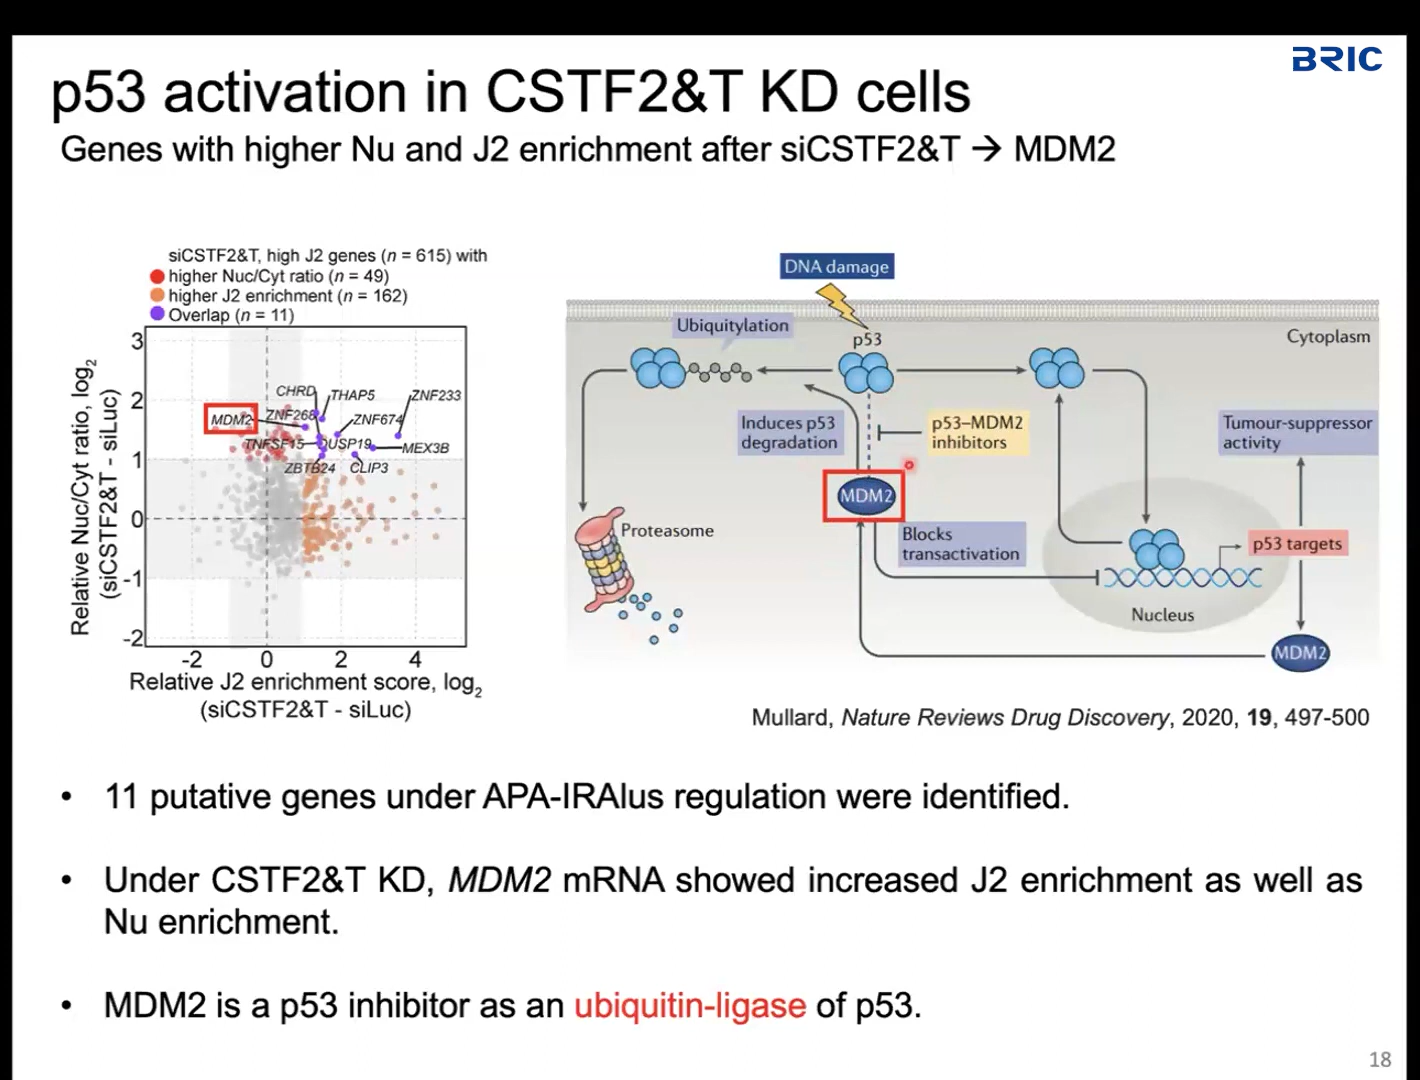 BRIC
p53 activation in CSTF2&T KD cells
Genes with higher Nu and J2 enrichment after siCSTF2&T → MDM2
siCSTF2&T, high J2 genes (n = 615) with
higher Nuc/Cyt ratio (n = 49)
higher J2 enrichment (n = 162)
Overlap (n = 11)
Relative Nuc/Cyt ratio, log2
(siCSTF2&T - siLuc)
3
2
1
0
-1
-2
CHRD
THAP5
ZNF233
MDM2
ZNF268
ZNF674
TNFSF15
DUSP19
MEX3B
ZBTB24
CLIP3
-2 0 2 4
Relative J2 enrichment score, log2
(siCSTF2&T - siLuc)
DNA damage
Ubiquitylation
p53
Cytoplasm
Induces p53
degradation
p53–MDM2
inhibitors
Tumour-suppressor
activity
MDM2
Proteasome
Blocks
transactivation
p53 targets
Nucleus
MDM2
Mullard, Nature Reviews Drug Discovery, 2020, 19, 497-500
• 11 putative genes under APA-IRAlus regulation were identified.
• Under CSTF2&T KD, MDM2 mRNA showed increased J2 enrichment as well as
Nu enrichment.
• MDM2 is a p53 inhibitor as an ubiquitin-ligase of p53.
18